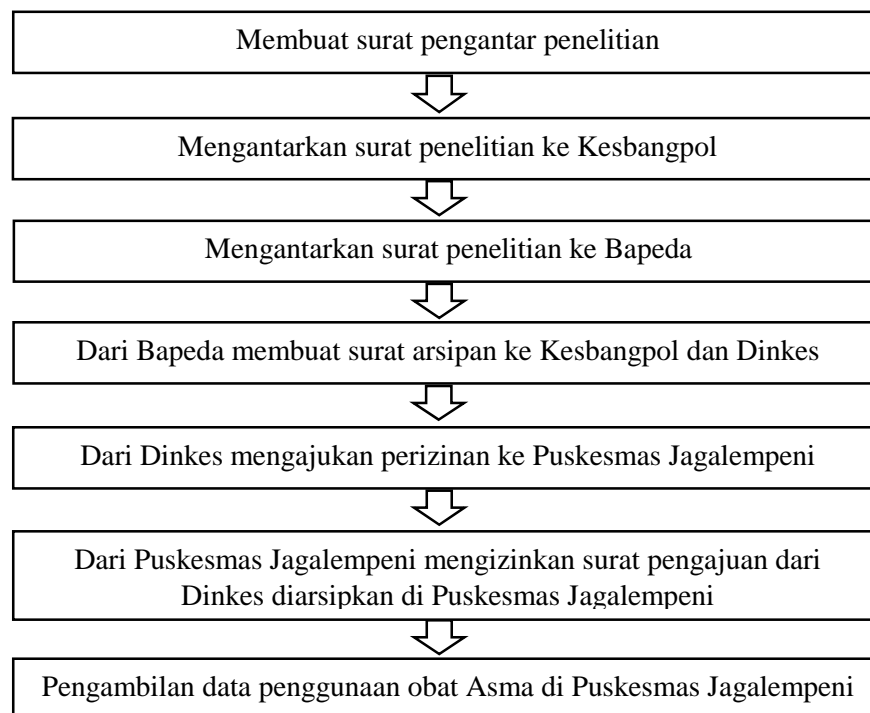 Membuat surat pengantar penelitian
Mengantarkan surat penelitian ke Kesbangpol
Mengantarkan surat penelitian ke Bapeda
Dari Bapeda membuat surat arsipan ke Kesbangpol dan Dinkes
Dari Dinkes mengajukan perizinan ke Puskesmas Jagalempeni
Dari Puskesmas Jagalempeni mengizinkan surat pengajuan dari
Dinkes diarsipkan di Puskesmas Jagalempeni
Pengambilan data penggunaan obat Asma di Puskesmas Jagalempeni